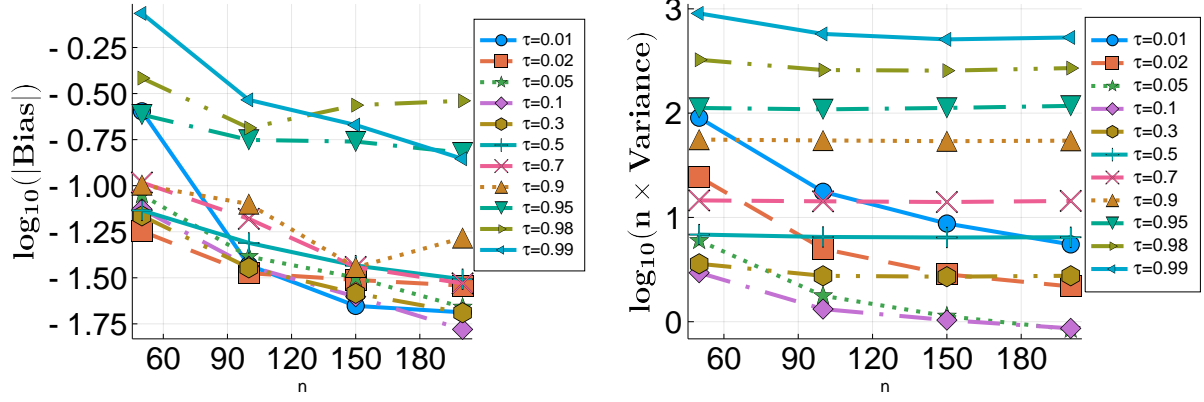 log₁₀(|Bias|)
- 0.25
- 0.50
- 0.75
- 1.00
- 1.25
- 1.50
- 1.75
60 90 120 150 180
n
τ=0.01
τ=0.02
τ=0.05
τ=0.1
τ=0.3
τ=0.5
τ=0.7
τ=0.9
τ=0.95
τ=0.98
τ=0.99
log₁₀(n × Variance)
3
2
1
0
60 90 120 150 180
n
τ=0.01
τ=0.02
τ=0.05
τ=0.1
τ=0.3
τ=0.5
τ=0.7
τ=0.9
τ=0.95
τ=0.98
τ=0.99